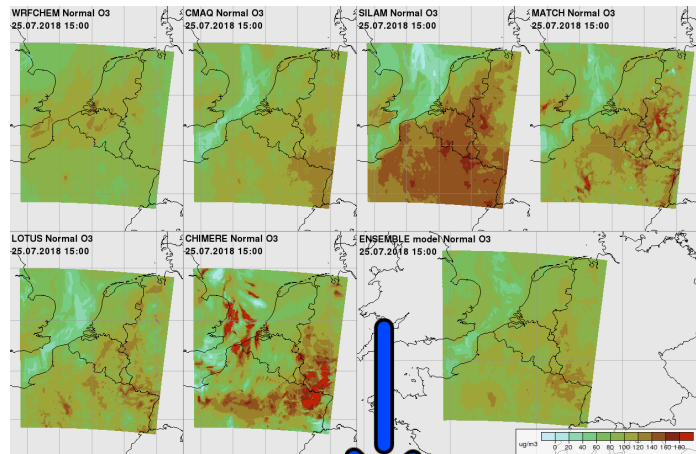 WRFCHEM Normal O3
25.07.2018 15:00
CMAQ Normal O3
25.07.2018 15:00
SILAM Normal O3
25.07.2018 15:00
MATCH Normal O3
25.07.2018 15:00
LOTUS Normal O3
25.07.2018 15:00
CHIMERE Normal O3
25.07.2018 15:00
ENSEMBLE model Normal O3
25.07.2018 15:00
ug/m3
0 20 40 60 80 100 120 140 160 180